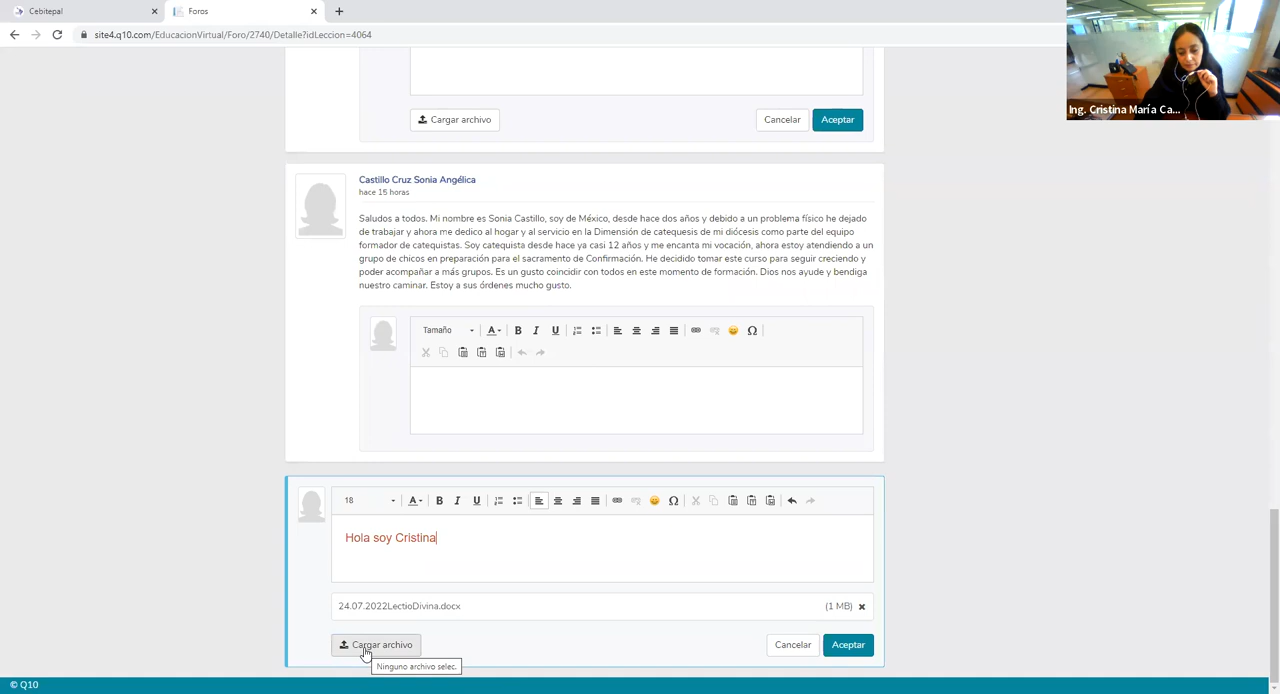 Cebitepal
Foros
site4.q10.com/EducacionVirtual/Foro/2740/Detalle?idLeccion=4064
Ing. Cristina María Ca...
Cargar archivo
Cancelar
Aceptar
Castillo Cruz Sonia Angélica
hace 15 horas
Saludos a todos. Mi nombre es Sonia Castillo, soy de México, desde hace dos años y debido a un problema físico he dejado
de trabajar y ahora me dedico al hogar y al servicio en la Dimensión de catequesis de mi diócesis como parte del equipo
formador de catequistas. Soy catequista desde hace ya casi 12 años y me encanta mi vocación, ahora estoy atendiendo a un
grupo de chicos en preparación para el sacramento de Confirmación. He decidido tomar este curso para seguir creciendo y
poder acompañar a más grupos. Es un gusto coincidir con todos en este momento de formación. Dios nos ayude y bendiga
nuestro caminar. Estoy a sus órdenes mucho gusto.
Tamaño A B I U Ω
18 A B I U Ω
Hola soy Cristina
24.07.2022LectioDivina.docx (1 MB)
Cargar archivo
Cancelar
Aceptar
Ninguno archivo selec.
© Q10